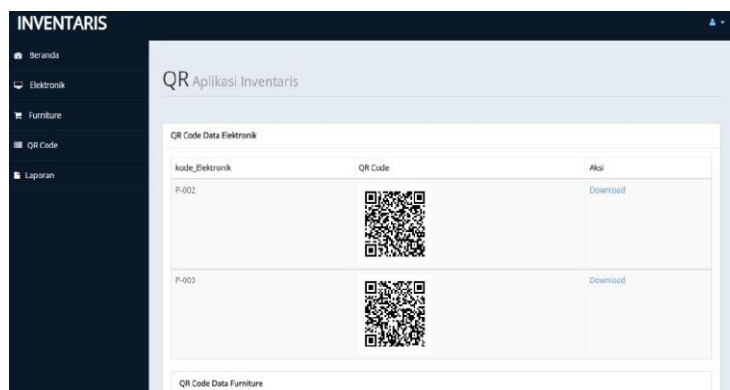 INVENTARIS
Beranda
Elektronik
Furniture
QR Code
Laporan
QR Aplikasi Inventaris
QR Code Data Elektronik
kode_Elektronik QR Code Aksi
P-002 Download
P-003 Download
QR Code Data Furniture